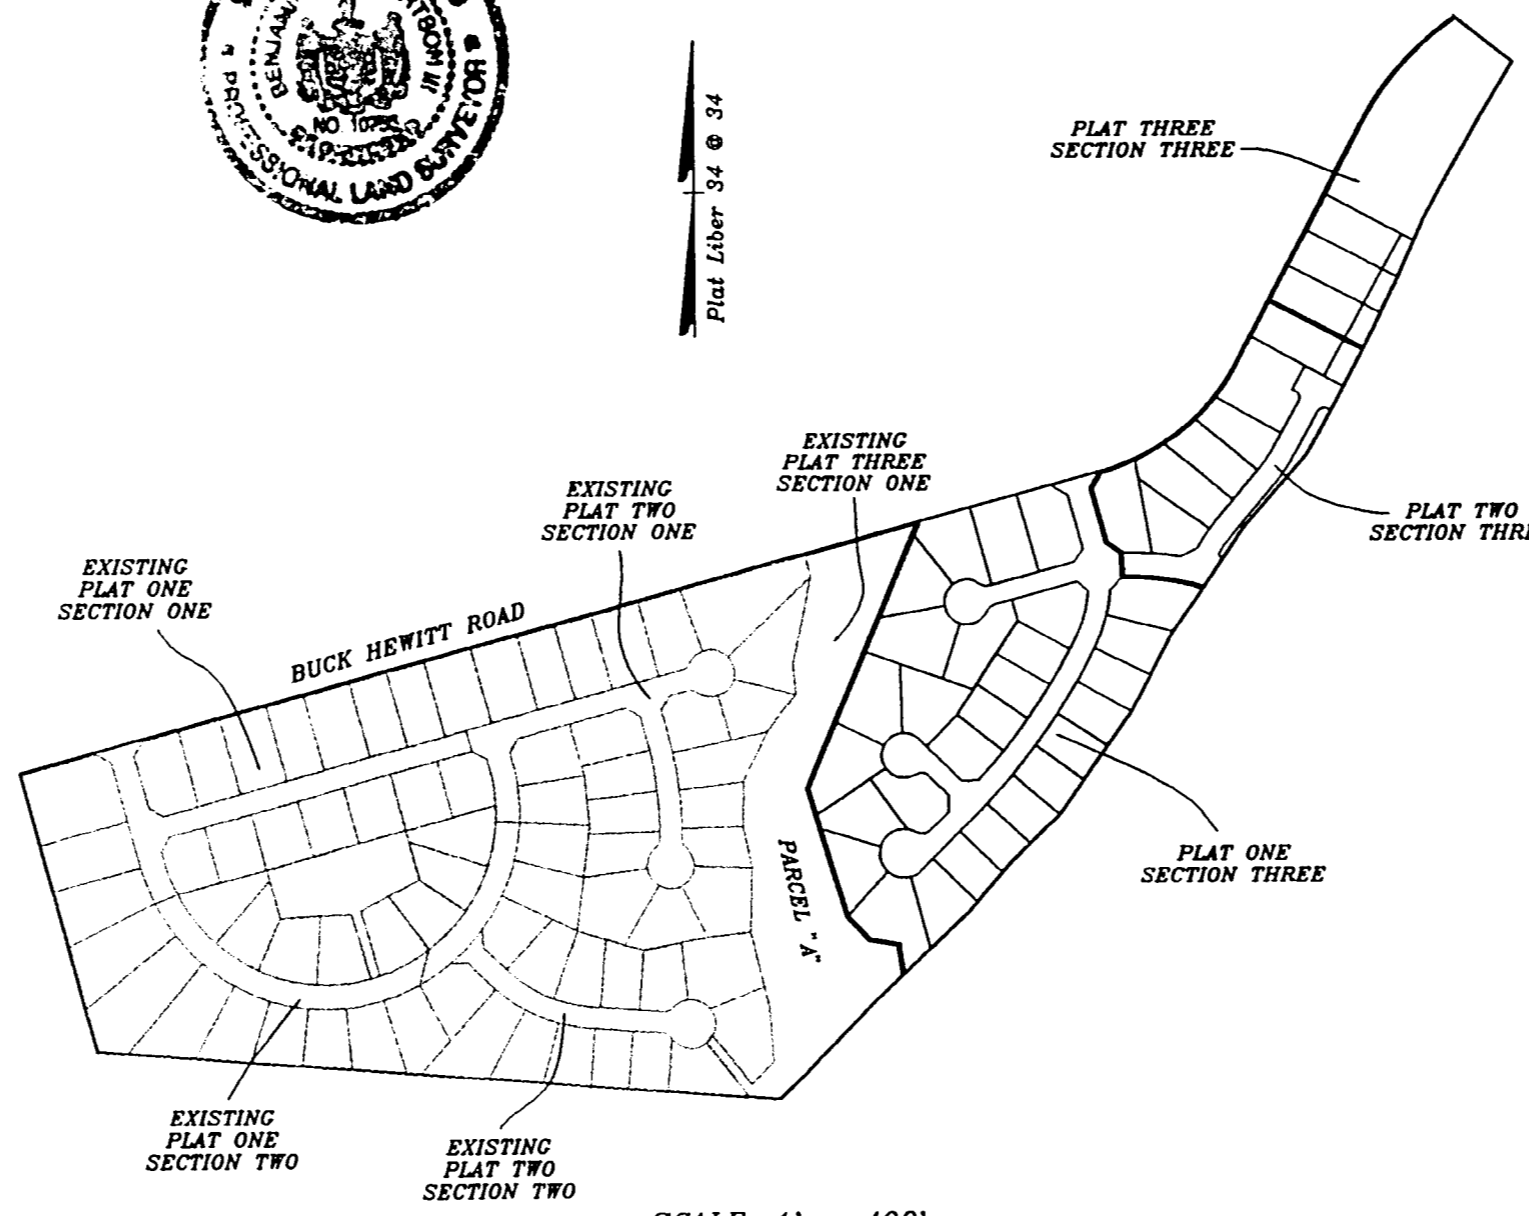 PROFESSIONAL LAND SURVEYOR
NO. 
Plat Liber 34 @ 34
PLAT THREE
SECTION THREE
EXISTING
PLAT THREE
SECTION ONE
EXISTING
PLAT TWO
SECTION ONE
PLAT TWO
SECTION
EXISTING
PLAT ONE
SECTION ONE
BUCK HEWITT ROAD
PLAT ONE
SECTION THREE
PARCEL "A"
EXISTING
PLAT ONE
SECTION TWO
EXISTING
PLAT TWO
SECTION TWO